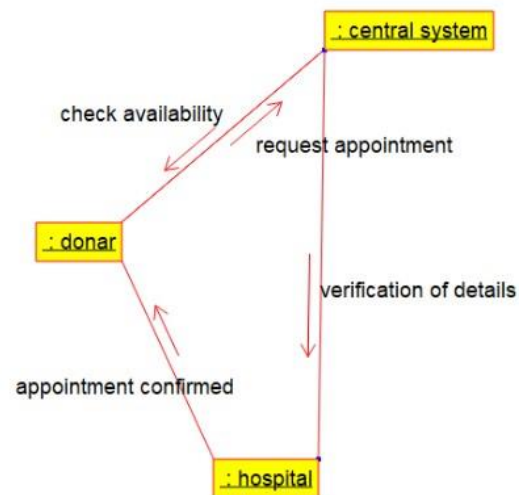 : central system
check availability
request appointment
: donar
verification of details
appointment confirmed
:hospital